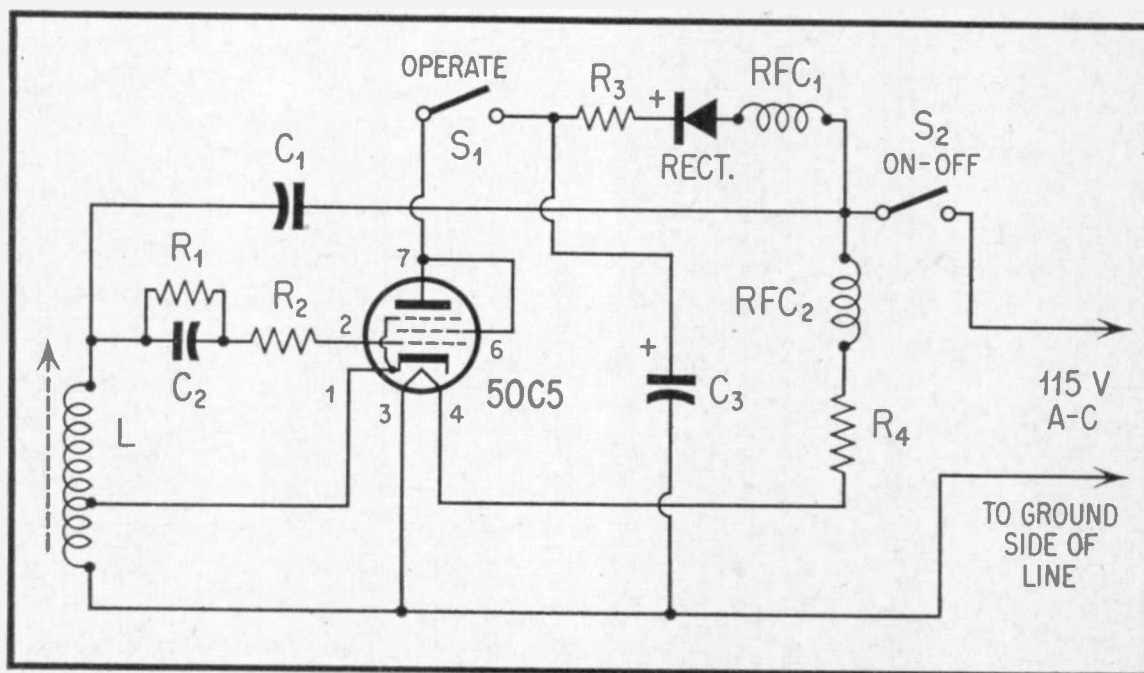 OPERATE
S₁
R₃
+
RECT.
RFC₁
S₂
ON-OFF
C₁
R₁
C₂
R₂
7
2
6
1
3
4
50C5
L
+
C₃
RFC₂
R₄
115 V
A-C
TO GROUND
SIDE OF
LINE